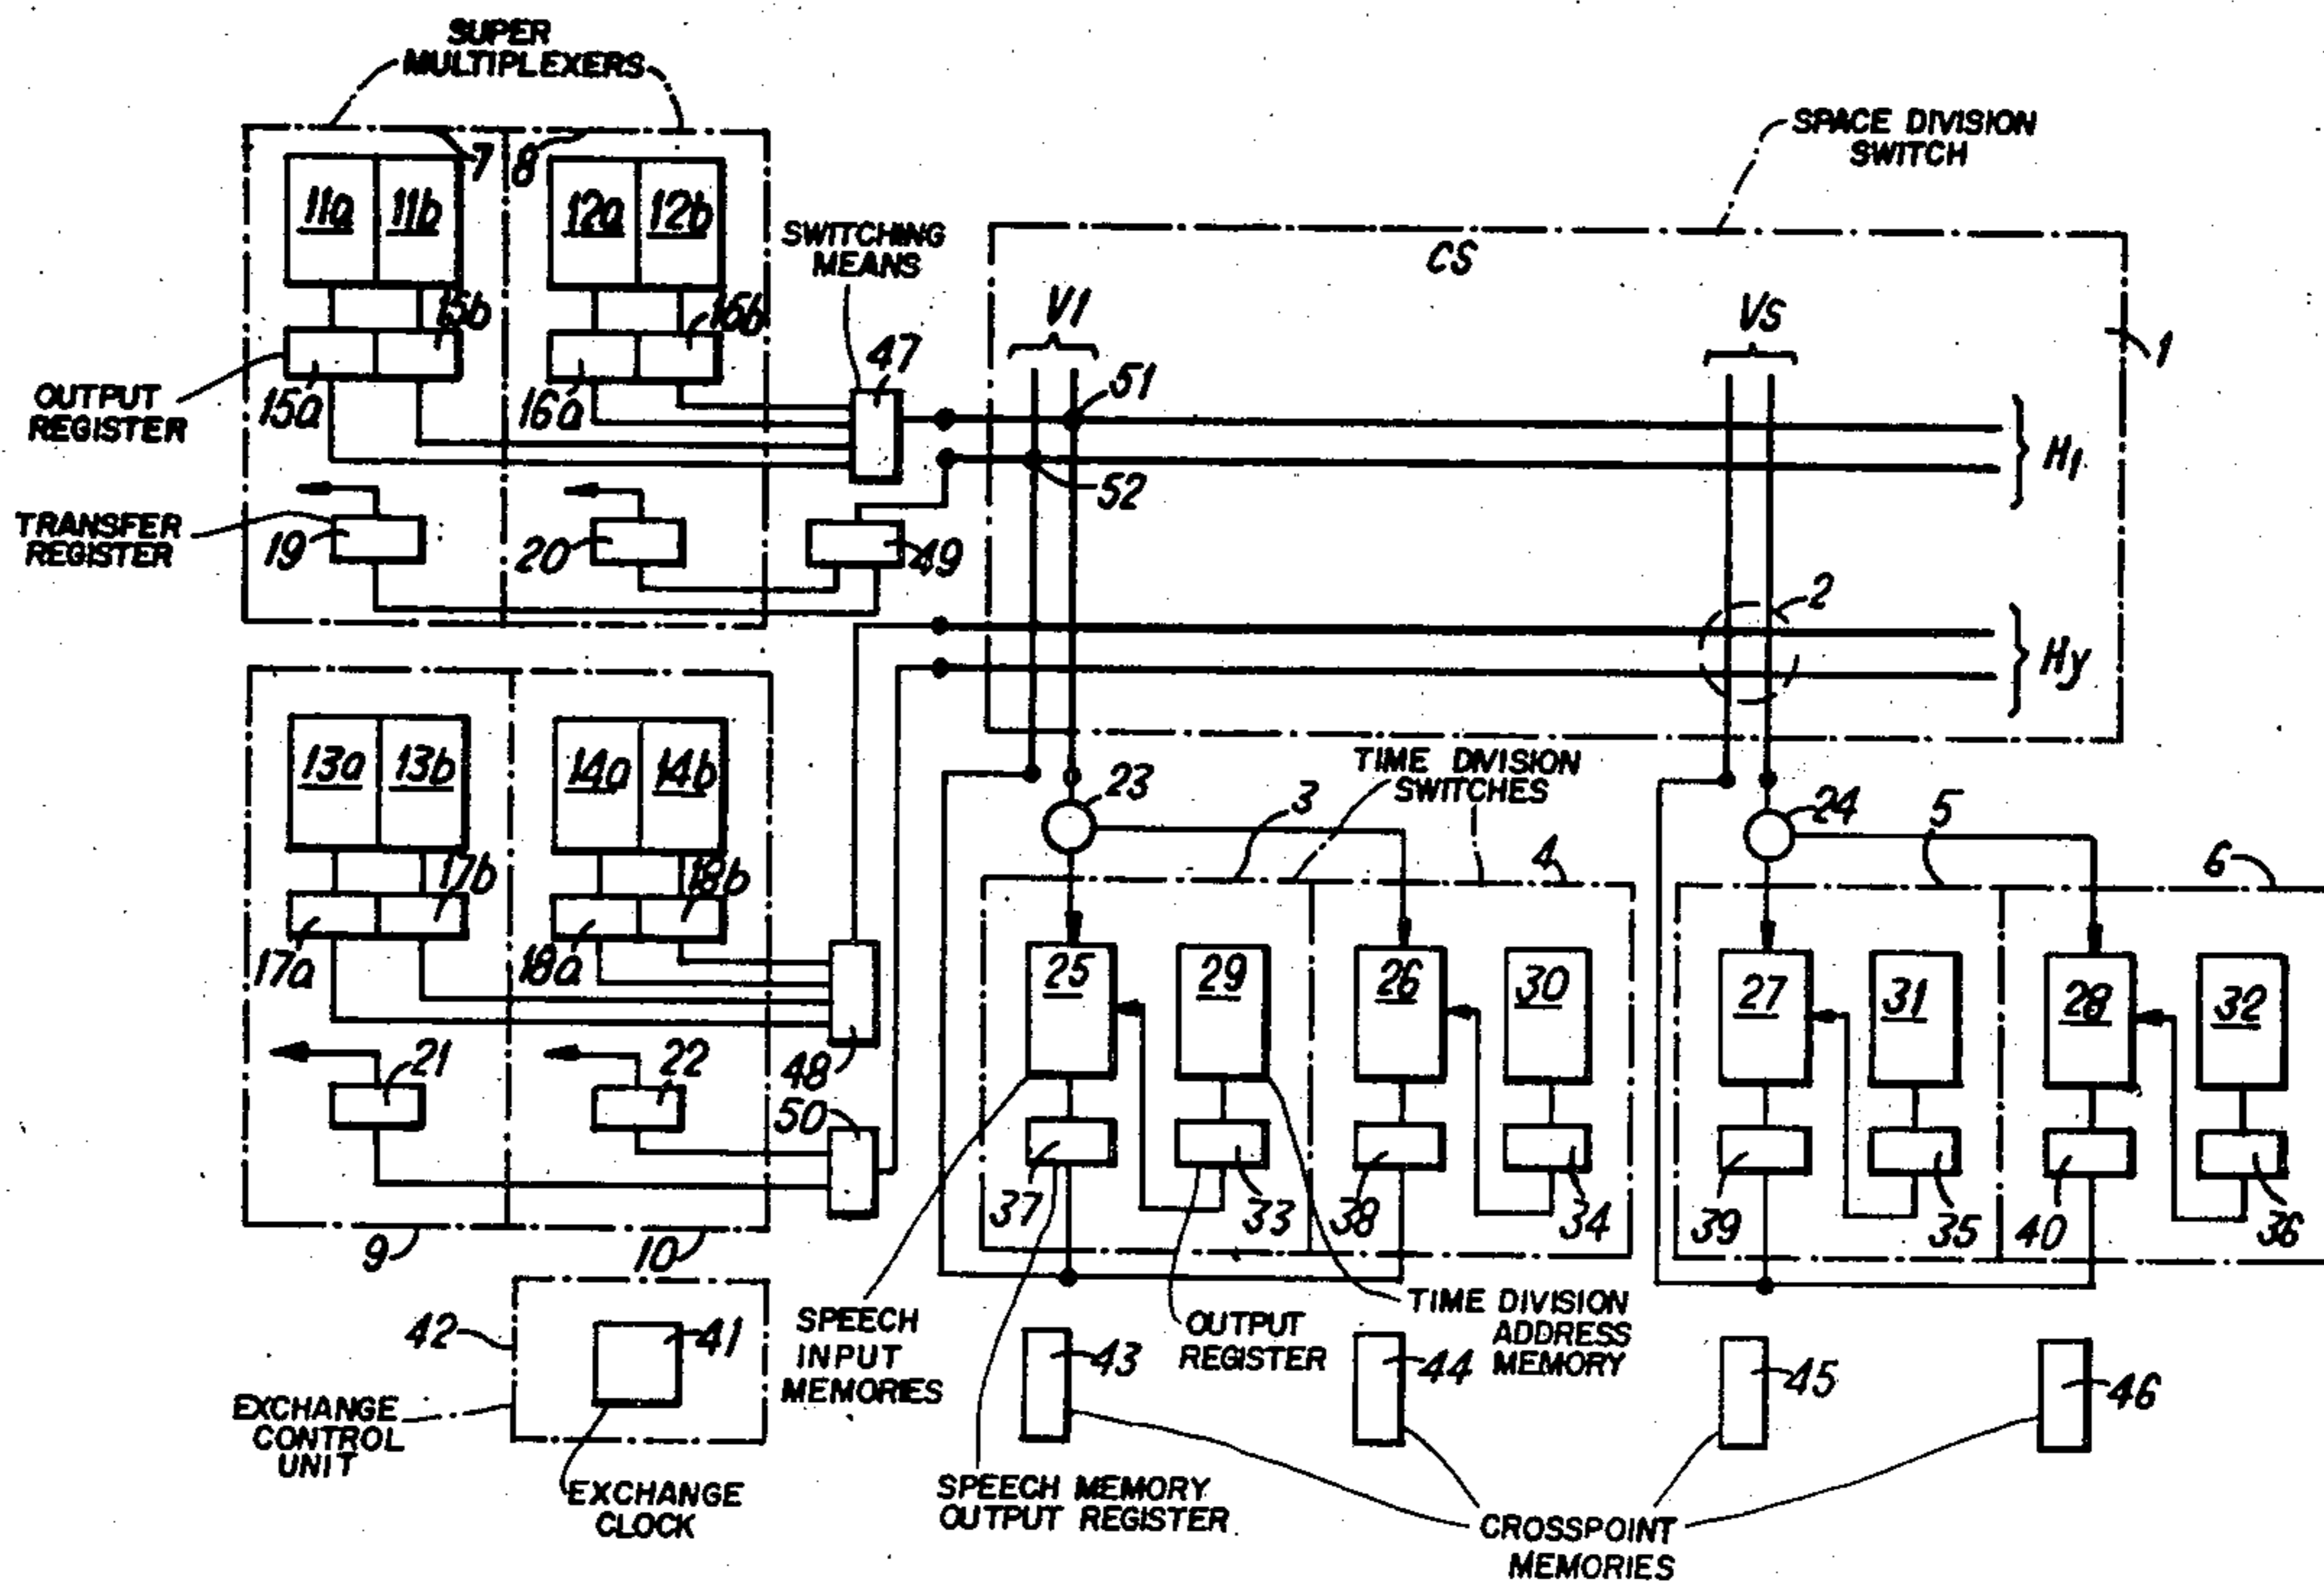 SUPER
MULTIPLEXERS
SPACE DIVISION
SWITCH
7 8
11a 11b 12a 12b
SWITCHING
MEANS
CS
V1
VS
1
15b 16b
47
51
OUTPUT
REGISTER
15a 16a
H1
52
TRANSFER
REGISTER
19 20 49
2
Hy
13a 13b 14a 14b
TIME DIVISION
SWITCHES
23
3
24
5
4
6
17b 18b
17a 18a
25 29 26 30 27 31 28 32
21 22 48
50
37 33 38 34 39 35 40 36
9 10
SPEECH
INPUT
MEMORIES
OUTPUT
REGISTER
TIME DIVISION
ADDRESS
MEMORY
42 41
43 44 45 46
EXCHANGE
CONTROL
UNIT
EXCHANGE
CLOCK
SPEECH MEMORY
OUTPUT REGISTER
CROSSPOINT
MEMORIES